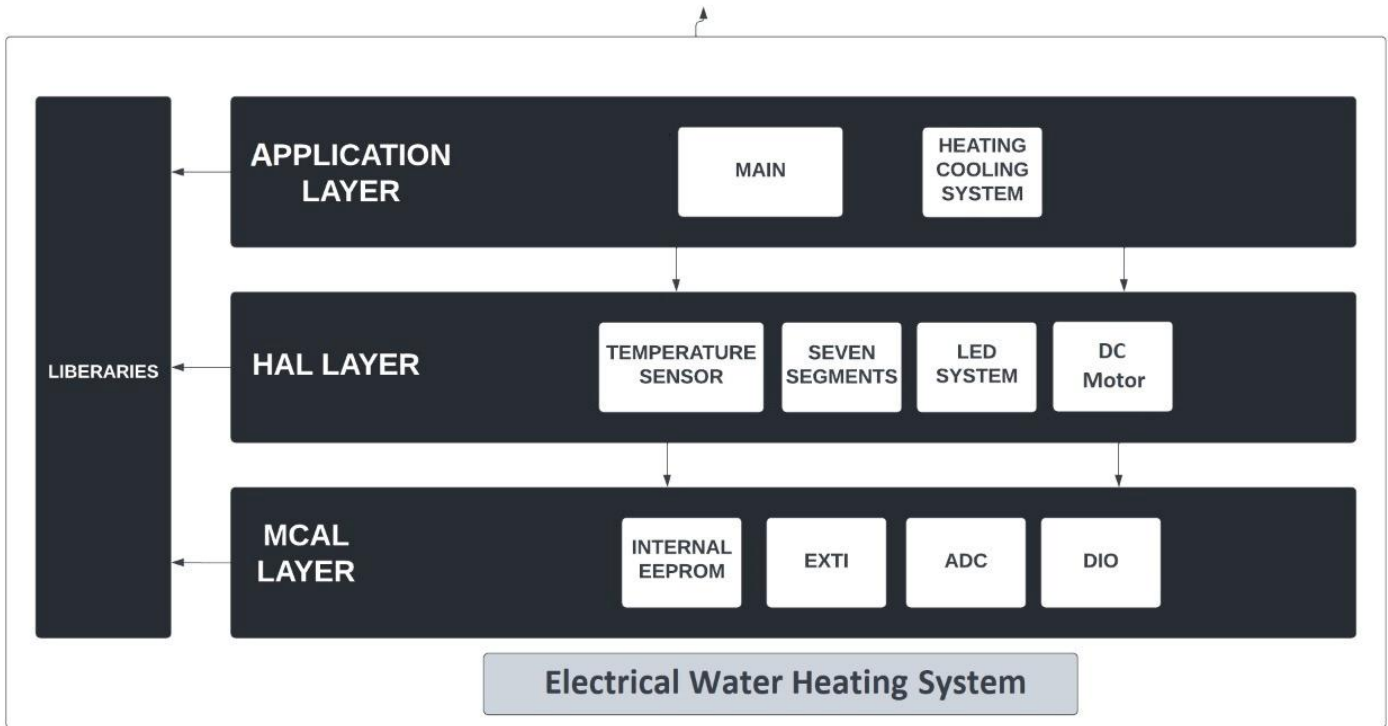 APPLICATION
LAYER
MAIN
HEATING
COOLING
SYSTEM
LIBERARIES
HAL LAYER
TEMPERATURE
SENSOR
SEVEN
SEGMENTS
LED
SYSTEM
DC
Motor
MCAL
LAYER
INTERNAL
EEPROM
EXTI
ADC
DIO
Electrical Water Heating System